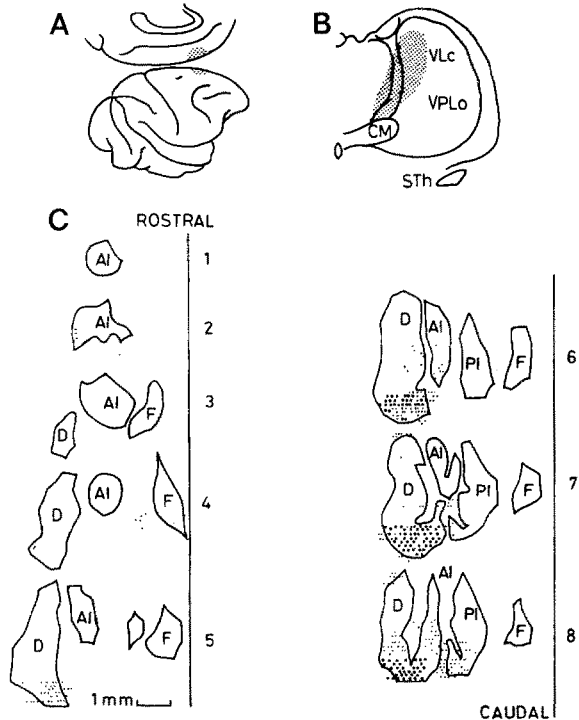 A
B
VLc
VPLo
CM
STh
C
ROSTRAL
AI
1
AI
2
AI
F
D
3
AI
F
D
4
AI
D
F
5
1mm
D
AI
PI
F
6
AI
D
PI
F
7
AI
D
PI
F
8
CAUDAL